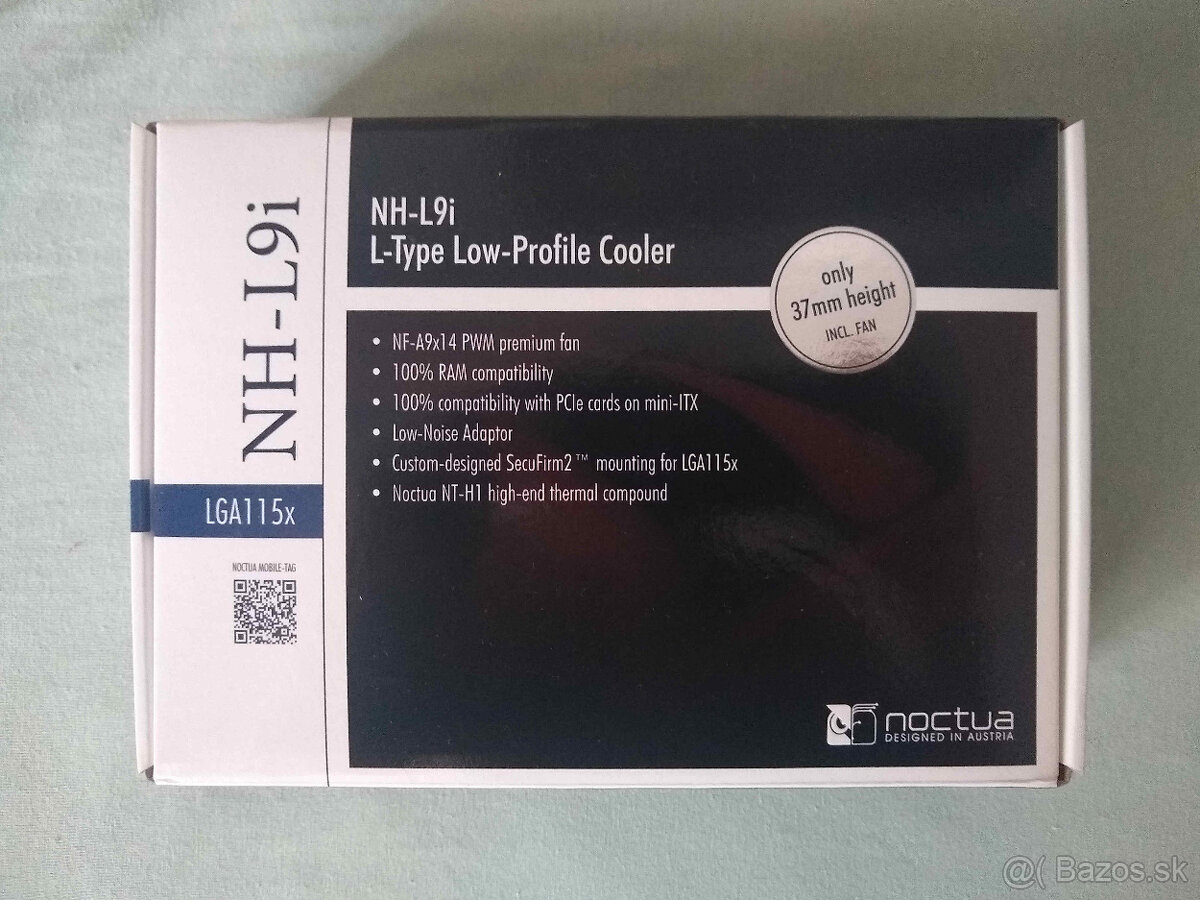 NH-L9i
LGA115x
NOCTUA MOBILE-TAG
NH-L9i
L-Type Low-Profile Cooler
only
37mm height
INCL. FAN
• NF-A9x14 PWM premium fan
• 100% RAM compatibility
• 100% compatibility with PCIe cards on mini-ITX
• Low-Noise Adaptor
• Custom-designed SecuFirm2™ mounting for LGA115x
• Noctua NT-H1 high-end thermal compound
noctua
DESIGNED IN AUSTRIA
@( Bazos.sk